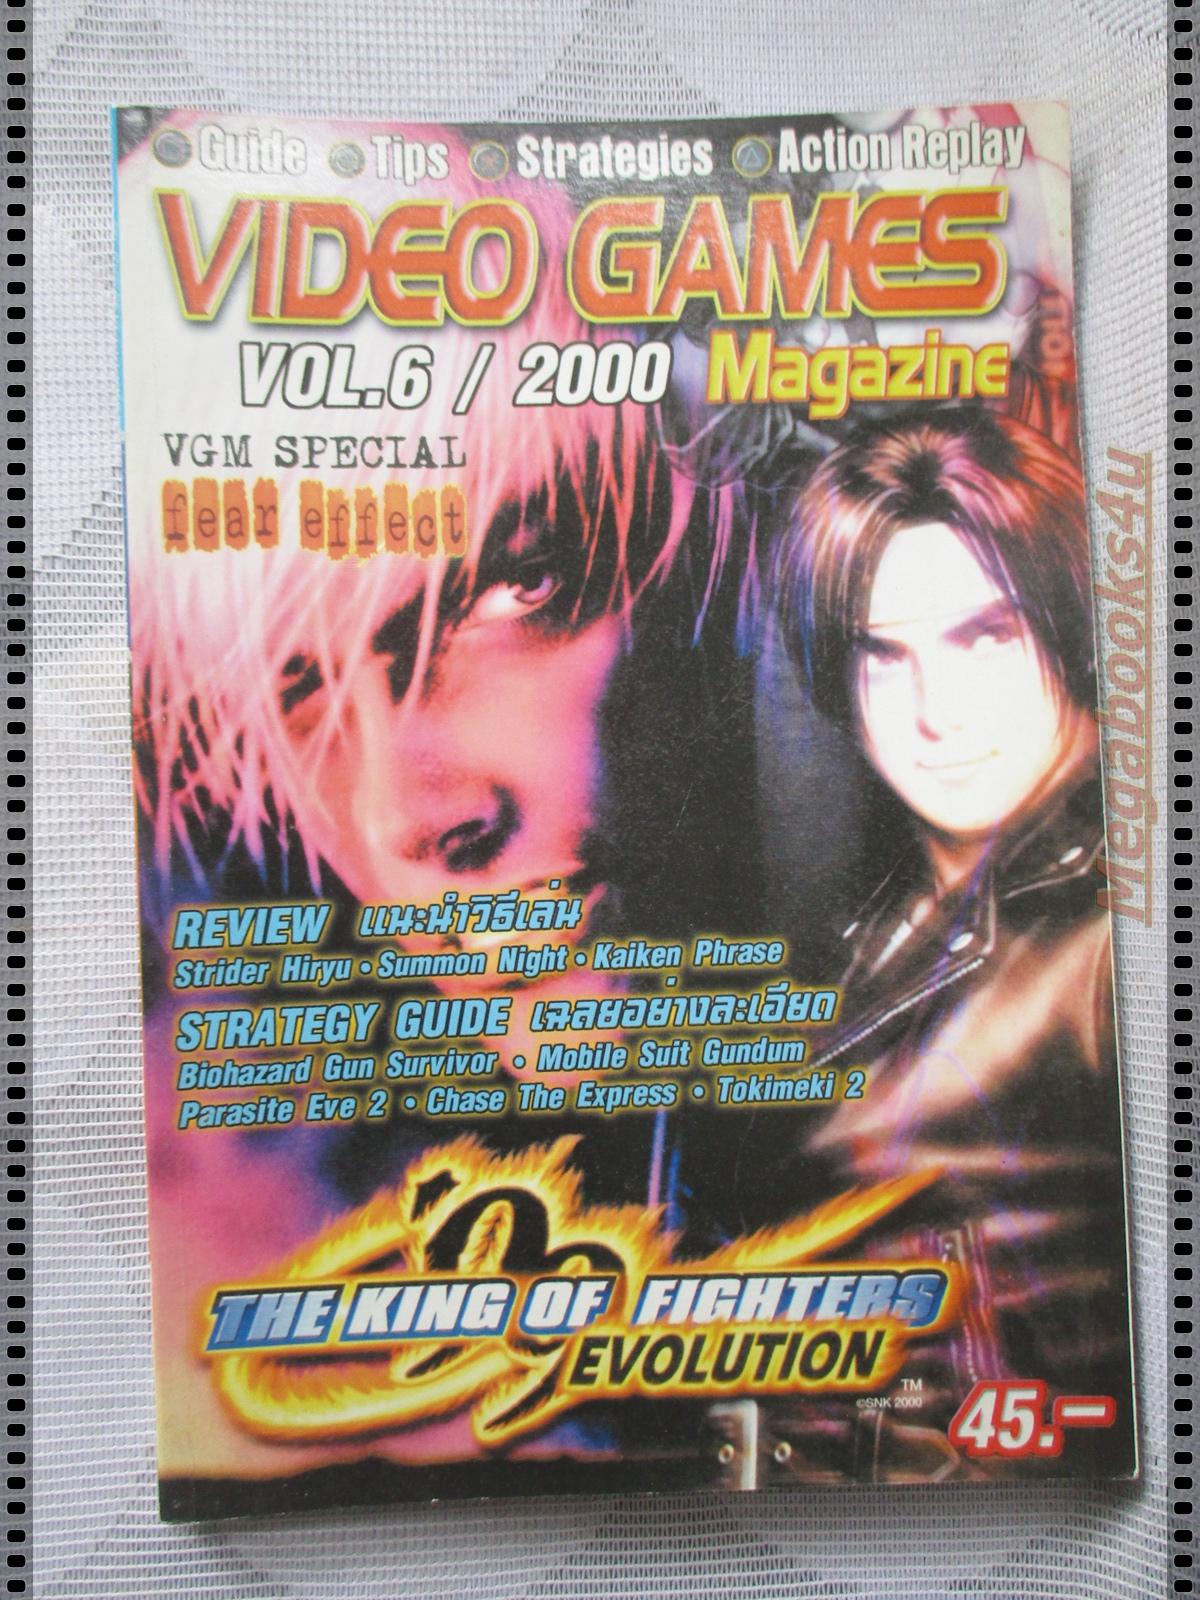 Guide Tips Strategies Action Replay
VIDEO GAMES
VOL.6 / 2000 Magazine
VGM SPECIAL
fear effect
REVIEW แนะนำวิธีเล่น
Strider Hiryu • Summon Night • Kaiken Phrase
STRATEGY GUIDE เฉลยอย่างละเอียด
Biohazard Gun Survivor • Mobile Suit Gundum
Parasite Eve 2 • Chase The Express • Tokimeki 2
'99
THE KING OF FIGHTERS
EVOLUTION
TM
©SNK 2000
45.-
Megabooks4u